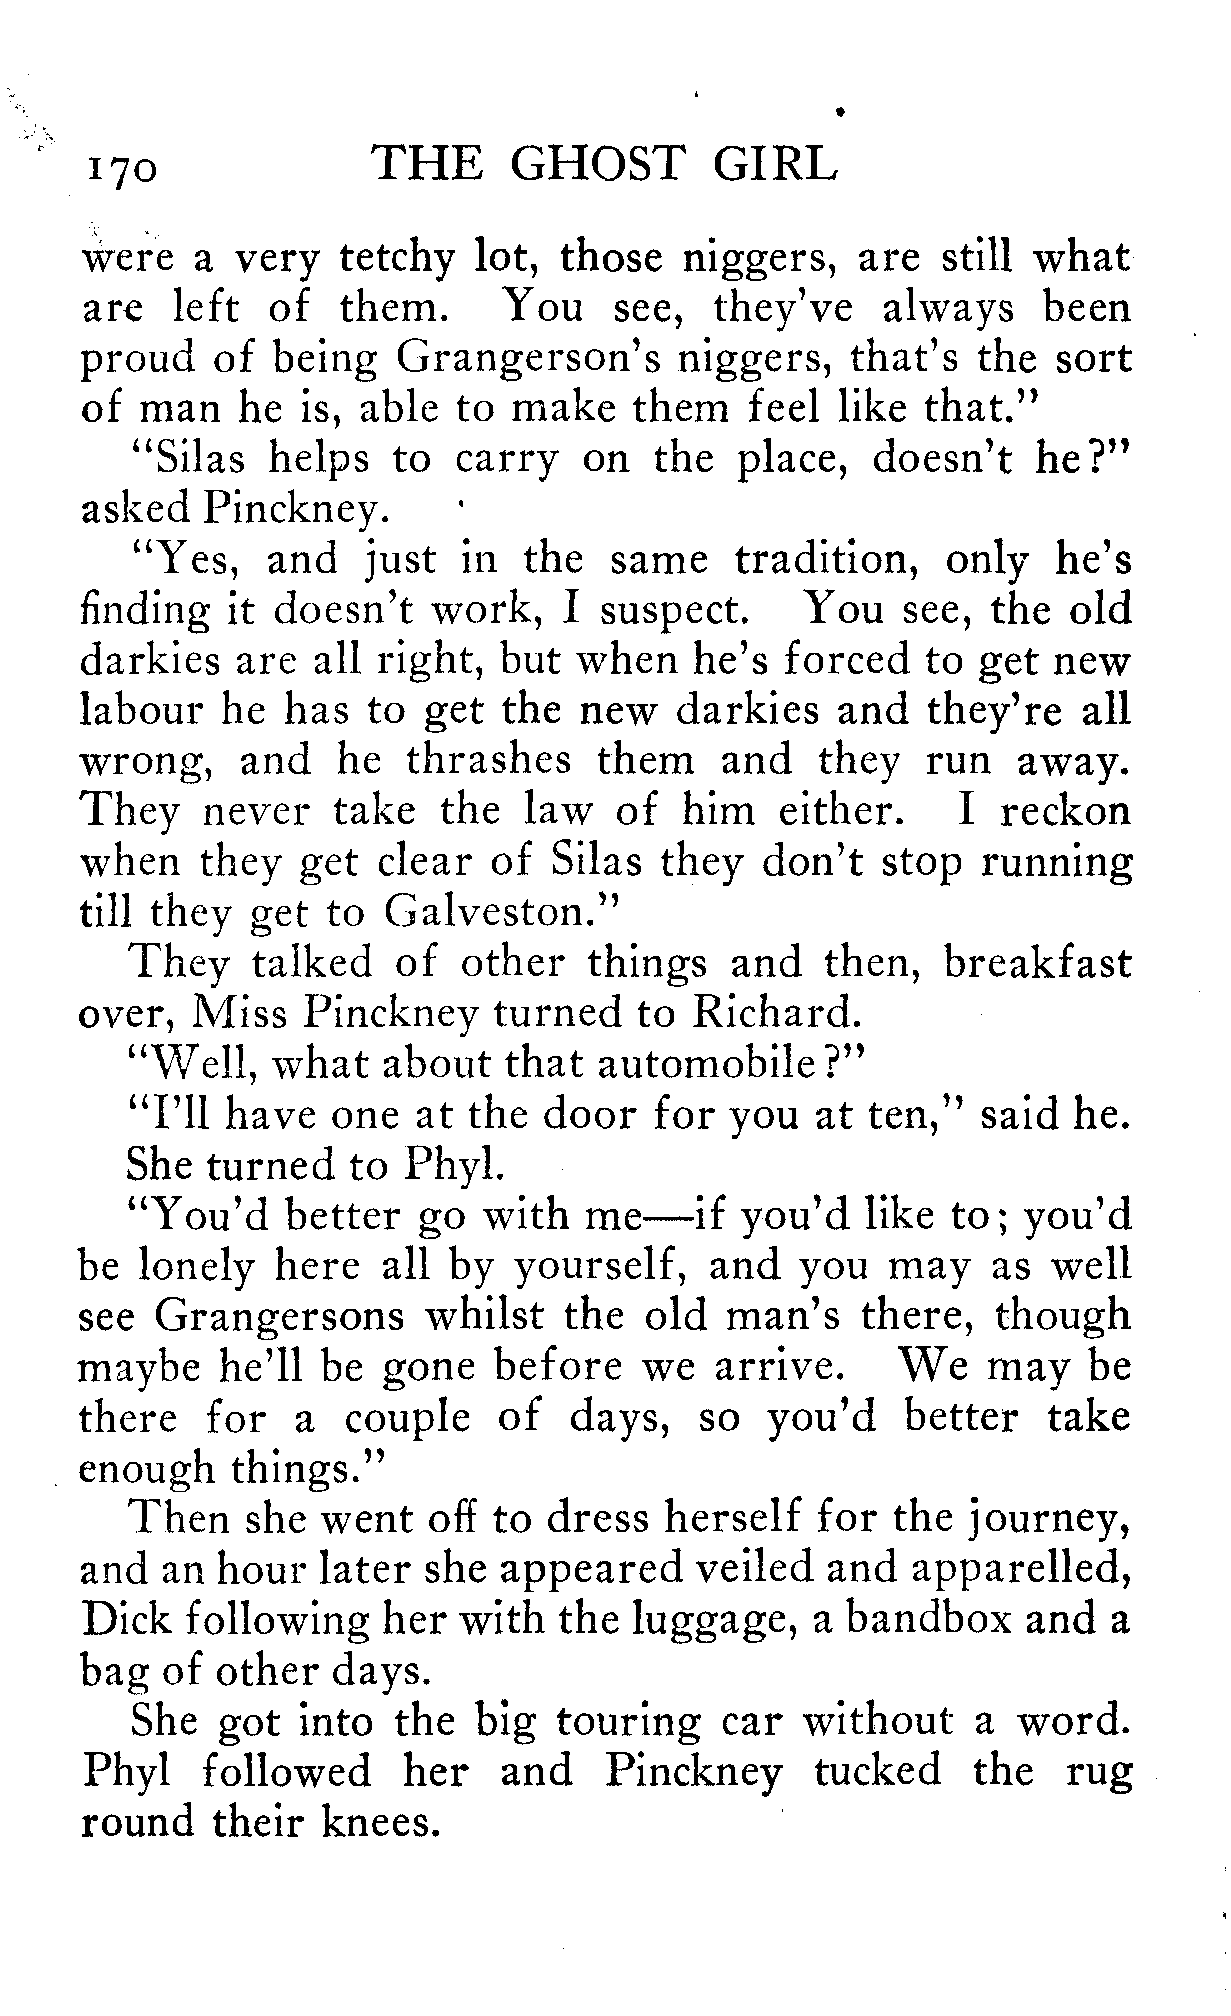 170 THE GHOST GIRL
were a very tetchy lot, those niggers, are still what
are left of them. You see, they've always been
proud of being Grangerson's niggers, that's the sort
of man he is, able to make them feel like that."
"Silas helps to carry on the place, doesn't he?"
asked Pinckney.
"Yes, and just in the same tradition, only he's
finding it doesn't work, I suspect. You see, the old
darkies are all right, but when he's forced to get new
labour he has to get the new darkies and they're all
wrong, and he thrashes them and they run away.
They never take the law of him either. I reckon
when they get clear of Silas they don't stop running
till they get to Galveston."
They talked of other things and then, breakfast
over, Miss Pinckney turned to Richard.
"Well, what about that automobile?"
"I'll have one at the door for you at ten," said he.
She turned to Phyl.
"You'd better go with me—if you'd like to; you'd
be lonely here all by yourself, and you may as well
see Grangersons whilst the old man's there, though
maybe he'll be gone before we arrive. We may be
there for a couple of days, so you'd better take
enough things."
Then she went off to dress herself for the journey,
and an hour later she appeared veiled and apparelled,
Dick following her with the luggage, a bandbox and a
bag of other days.
She got into the big touring car without a word.
Phyl followed her and Pinckney tucked the rug
round their knees.